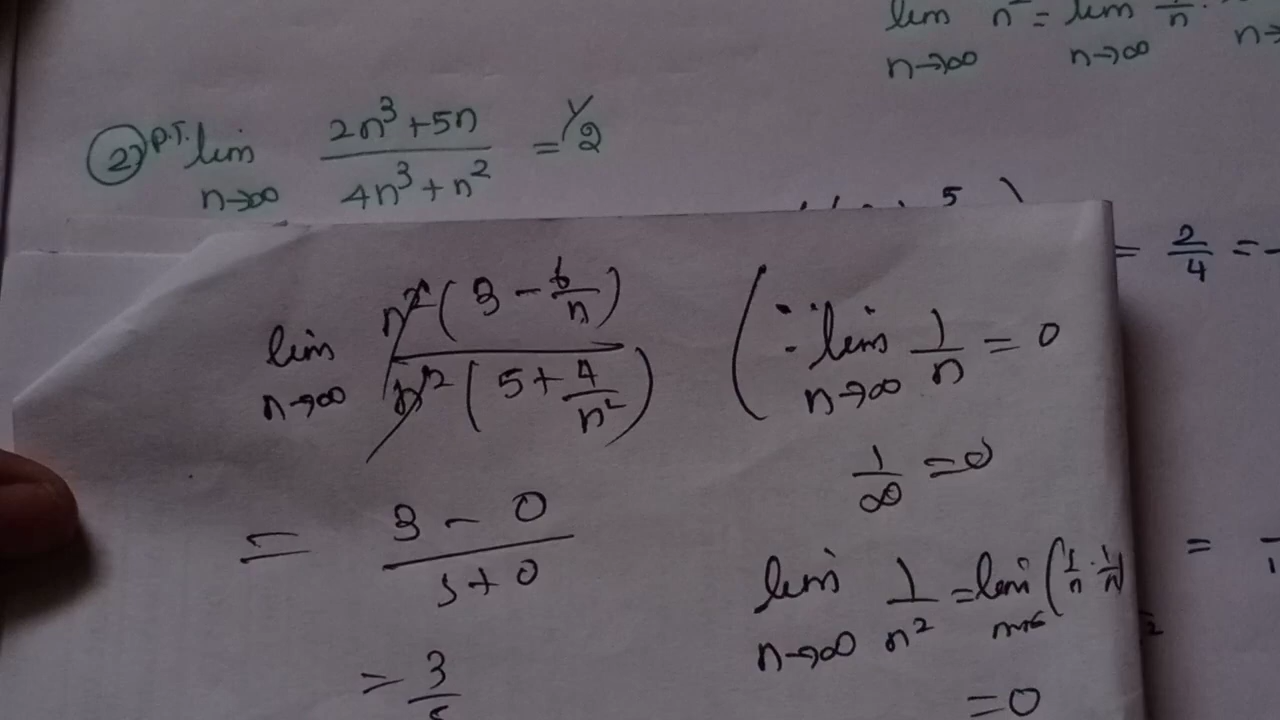 lim n = lim 1/n
n→∞ n→∞ n→
② P.T. lim 2n³+5n / 4n³+n² = 1/2
n→∞
5 )
= 2/4 =
lim n²(3 - 6/n) / n²(5 + 4/n²) (∵ lim 1/n = 0
n→∞ n→∞
1/∞ = 0
= 3 - 0 / 5 + 0
lim 1/n² = lim (1/n · 1/n) =
n→∞ n→∞
= 3/5
= 0